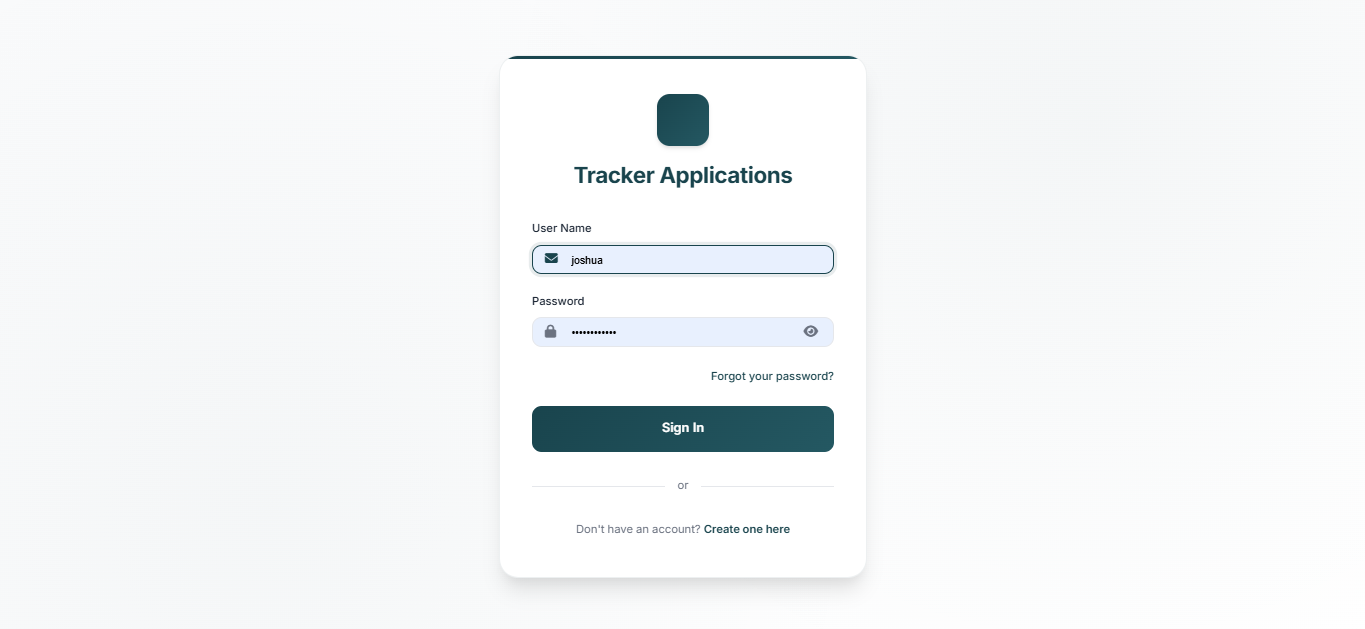 Tracker Applications
User Name
joshua
Password
••••••••••••
Forgot your password?
Sign In
or
Don't have an account? Create one here